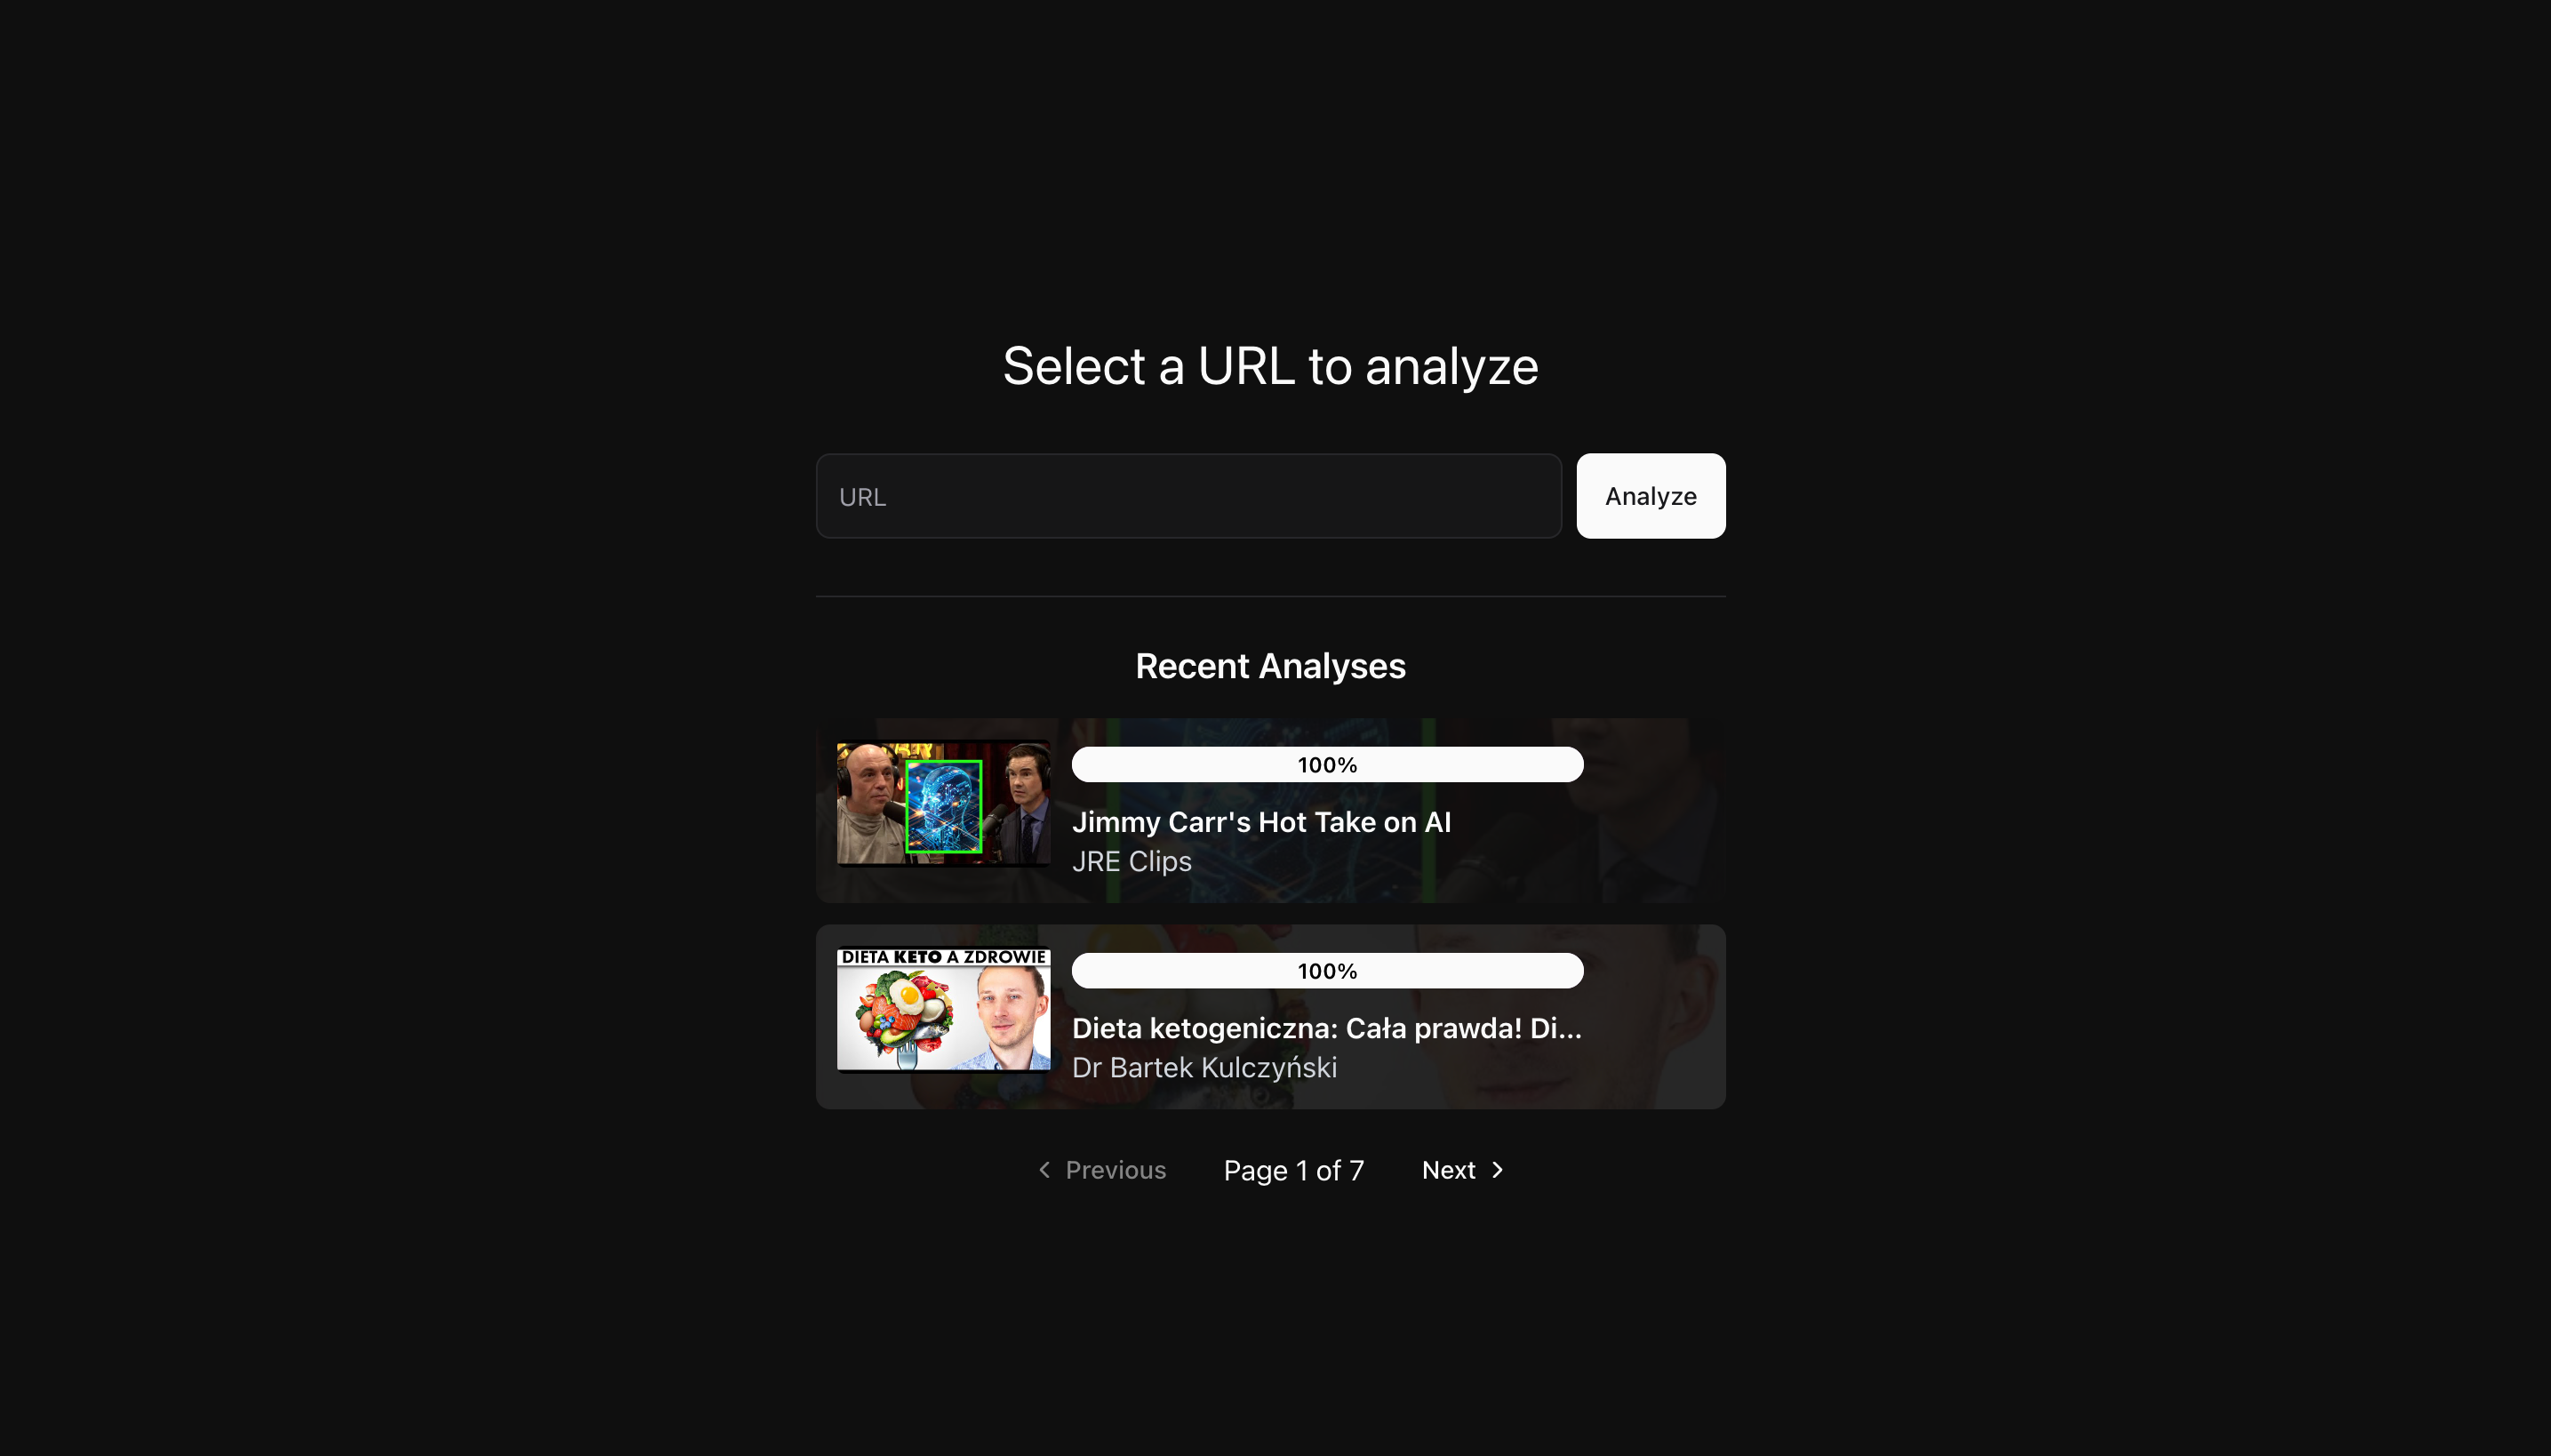 Select a URL to analyze
URL
Analyze
Recent Analyses
100%
Jimmy Carr's Hot Take on AI
JRE Clips
DIETA KETO A ZDROWIE
100%
Dieta ketogeniczna: Cała prawda! Di...
Dr Bartek Kulczyński
Previous
Page 1 of 7
Next